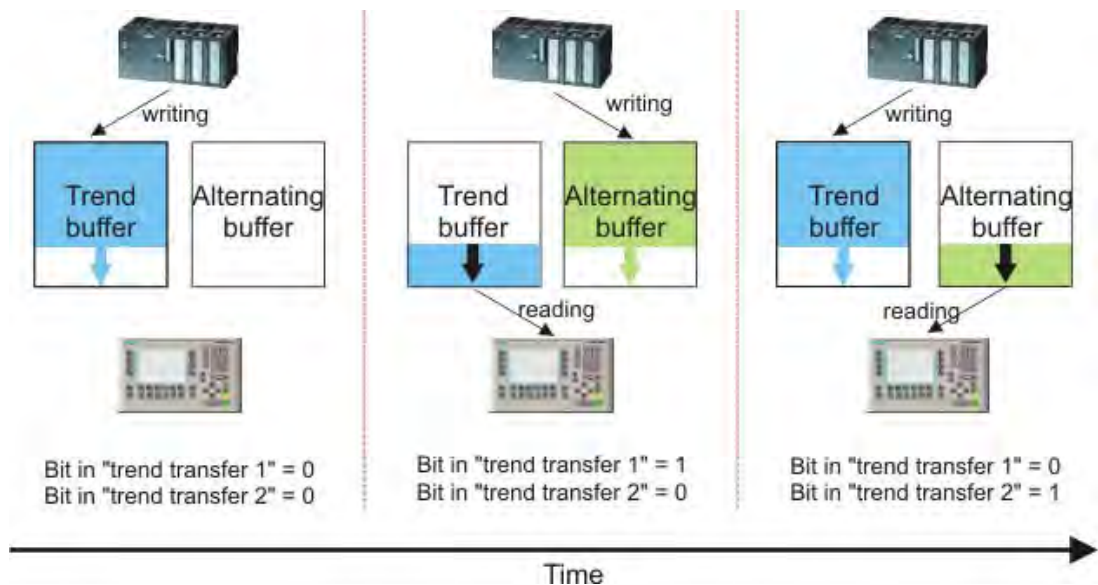 writing
Trend
buffer
Alternating
buffer
Bit in "trend transfer 1" = 0
Bit in "trend transfer 2" = 0
writing
Trend
buffer
Alternating
buffer
reading
Bit in "trend transfer 1" = 1
Bit in "trend transfer 2" = 0
writing
Trend
buffer
Alternating
buffer
reading
Bit in "trend transfer 1" = 0
Bit in "trend transfer 2" = 1
Time